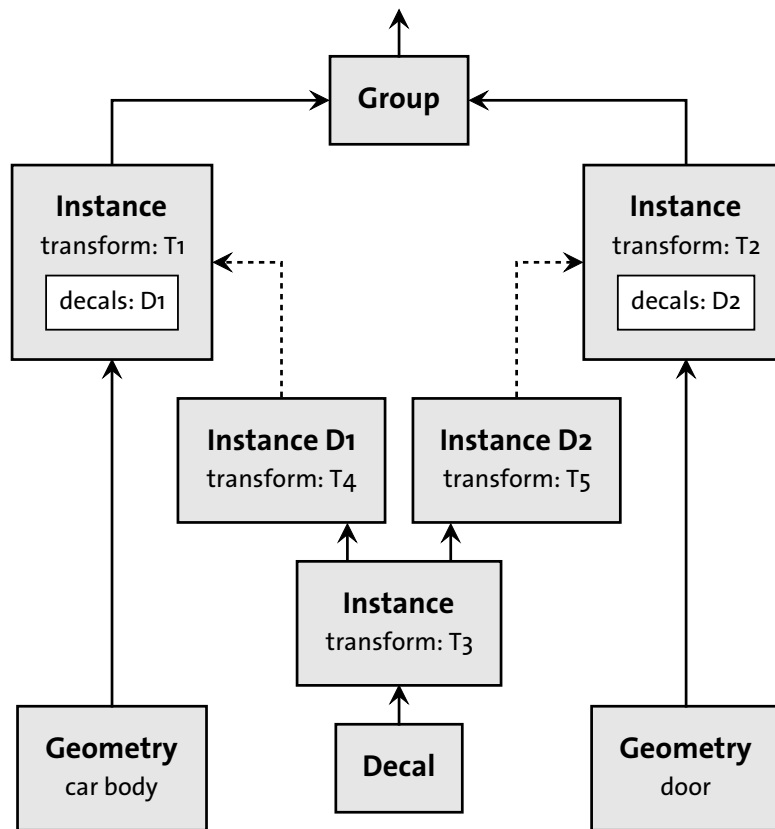 Group
Instance
transform: T1
decals: D1
Instance
transform: T2
decals: D2
Instance D1
transform: T4
Instance D2
transform: T5
Instance
transform: T3
Geometry
car body
Decal
Geometry
door